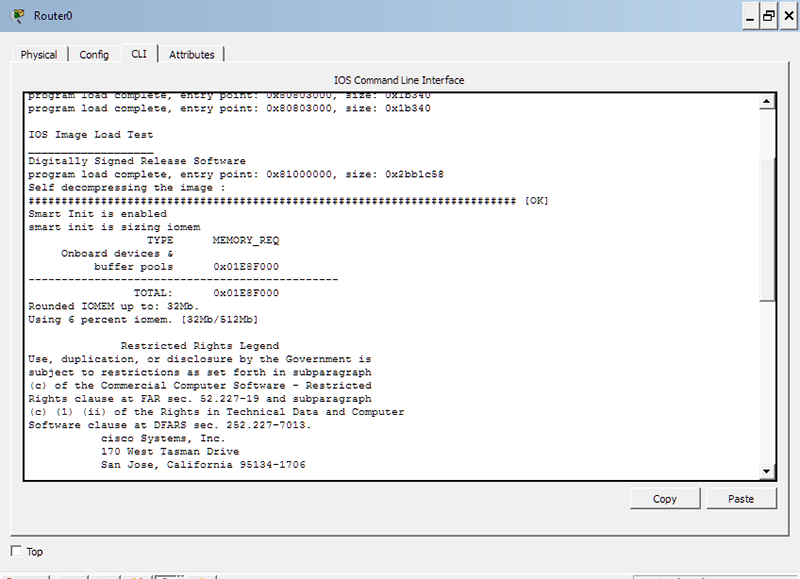 Router0
Physical
Config
CLI
Attributes
IOS Command Line Interface
program load complete, entry point: 0x80803000, size: 0x1b340
program load complete, entry point: 0x80803000, size: 0x1b340
IOS Image Load Test
___________________
Digitally Signed Release Software
program load complete, entry point: 0x81000000, size: 0x2bb1c58
Self decompressing the image :
########################################################################## [OK]
Smart Init is enabled
smart init is sizing iomem
TYPE MEMORY_REQ
Onboard devices &
buffer pools 0x01E8F000
-----------------------------------------------
TOTAL: 0x01E8F000
Rounded IOMEM up to: 32Mb.
Using 6 percent iomem. [32Mb/512Mb]
Restricted Rights Legend
Use, duplication, or disclosure by the Government is
subject to restrictions as set forth in subparagraph
(c) of the Commercial Computer Software - Restricted
Rights clause at FAR sec. 52.227-19 and subparagraph
(c) (1) (ii) of the Rights in Technical Data and Computer
Software clause at DFARS sec. 252.227-7013.
cisco Systems, Inc.
170 West Tasman Drive
San Jose, California 95134-1706
Copy
Paste
Top